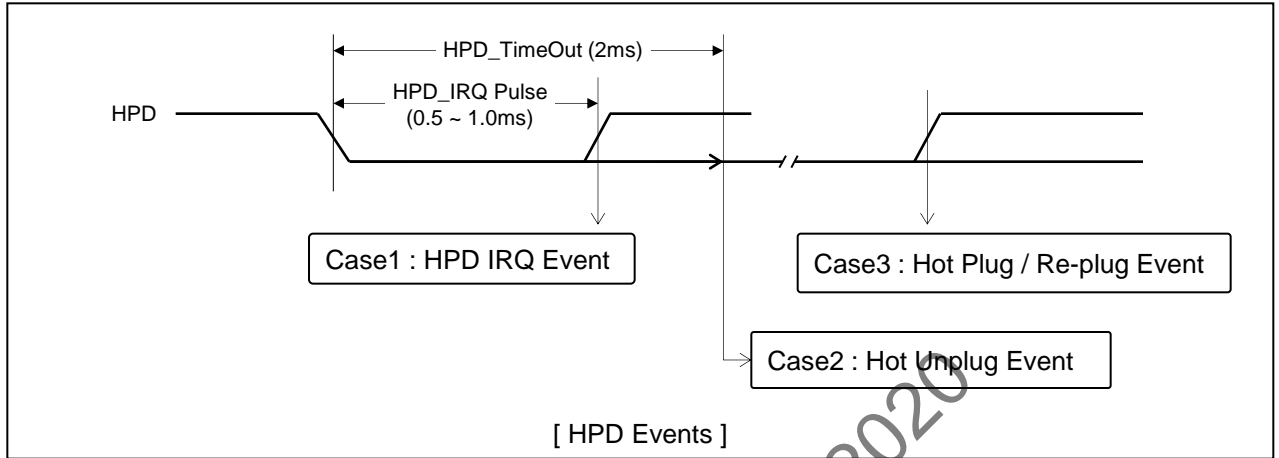 HPD_TimeOut (2ms)
HPD_IRQ Pulse
(0.5 ~ 1.0ms)
HPD
Case1 : HPD IRQ Event
Case3 : Hot Plug / Re-plug Event
Case2 : Hot Unplug Event
2020
[ HPD Events ]